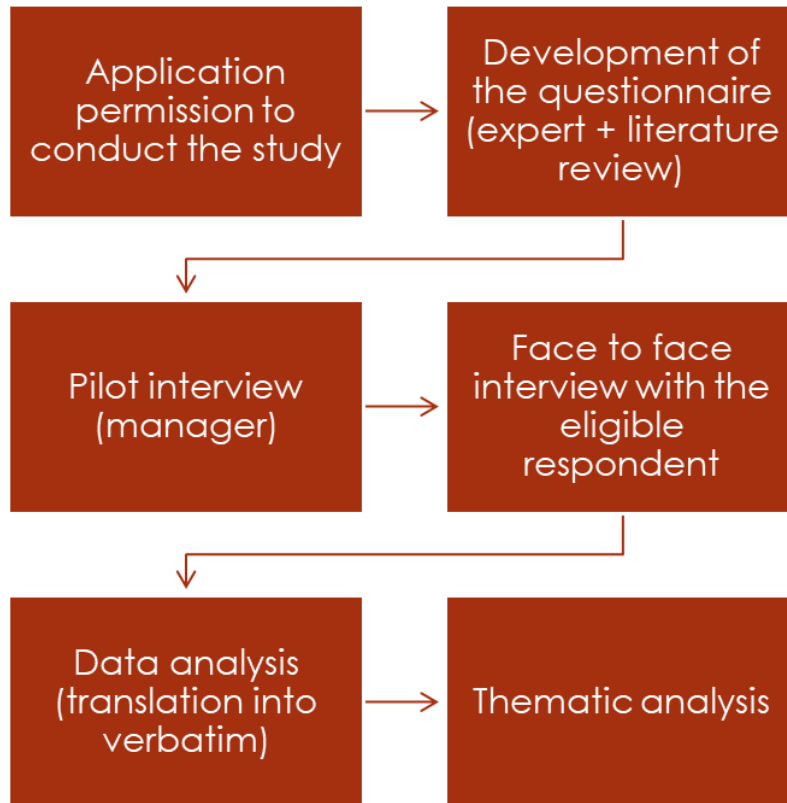 Application
permission to
conduct the study
Development of
the questionnaire
(expert + literature
review)
Pilot interview
(manager)
Face to face
interview with the
eligible
respondent
Data analysis
(translation into
verbatim)
Thematic analysis